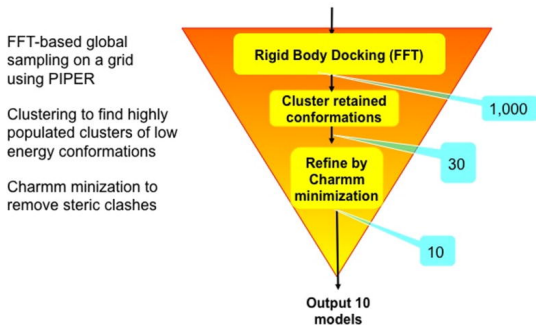 FFT-based global
sampling on a grid
using PIPER
Clustering to find highly
populated clusters of low
energy conformations
Charmm minization to
remove steric clashes
Rigid Body Docking (FFT)
1,000
Cluster retained
conformations
30
Refine by
Charmm
minimization
10
Output 10
models